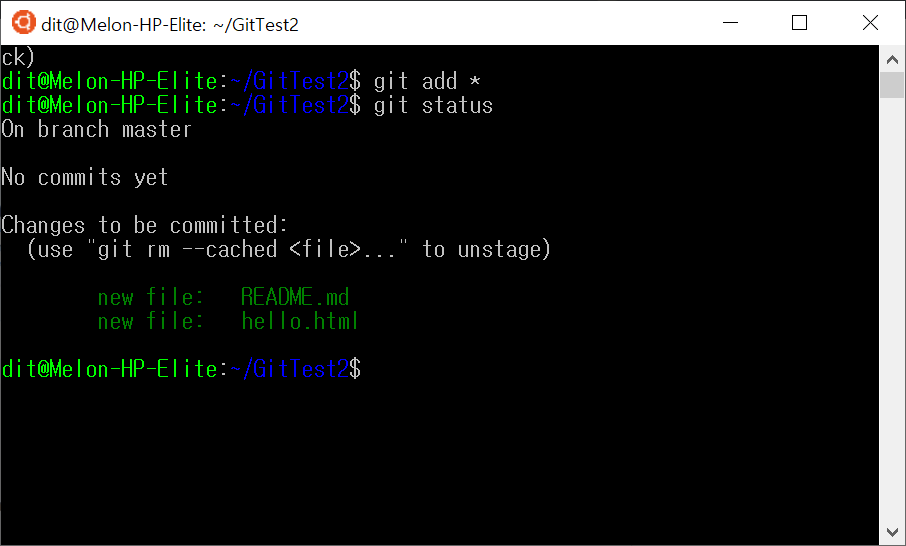 dit@Melon-HP-Elite: ~/GitTest2
ck)
dit@Melon-HP-Elite:~/GitTest2$ git add *
dit@Melon-HP-Elite:~/GitTest2$ git status
On branch master
No commits yet
Changes to be committed:
  (use "git rm --cached <file>..." to unstage)
        new file:   README.md
        new file:   hello.html
dit@Melon-HP-Elite:~/GitTest2$